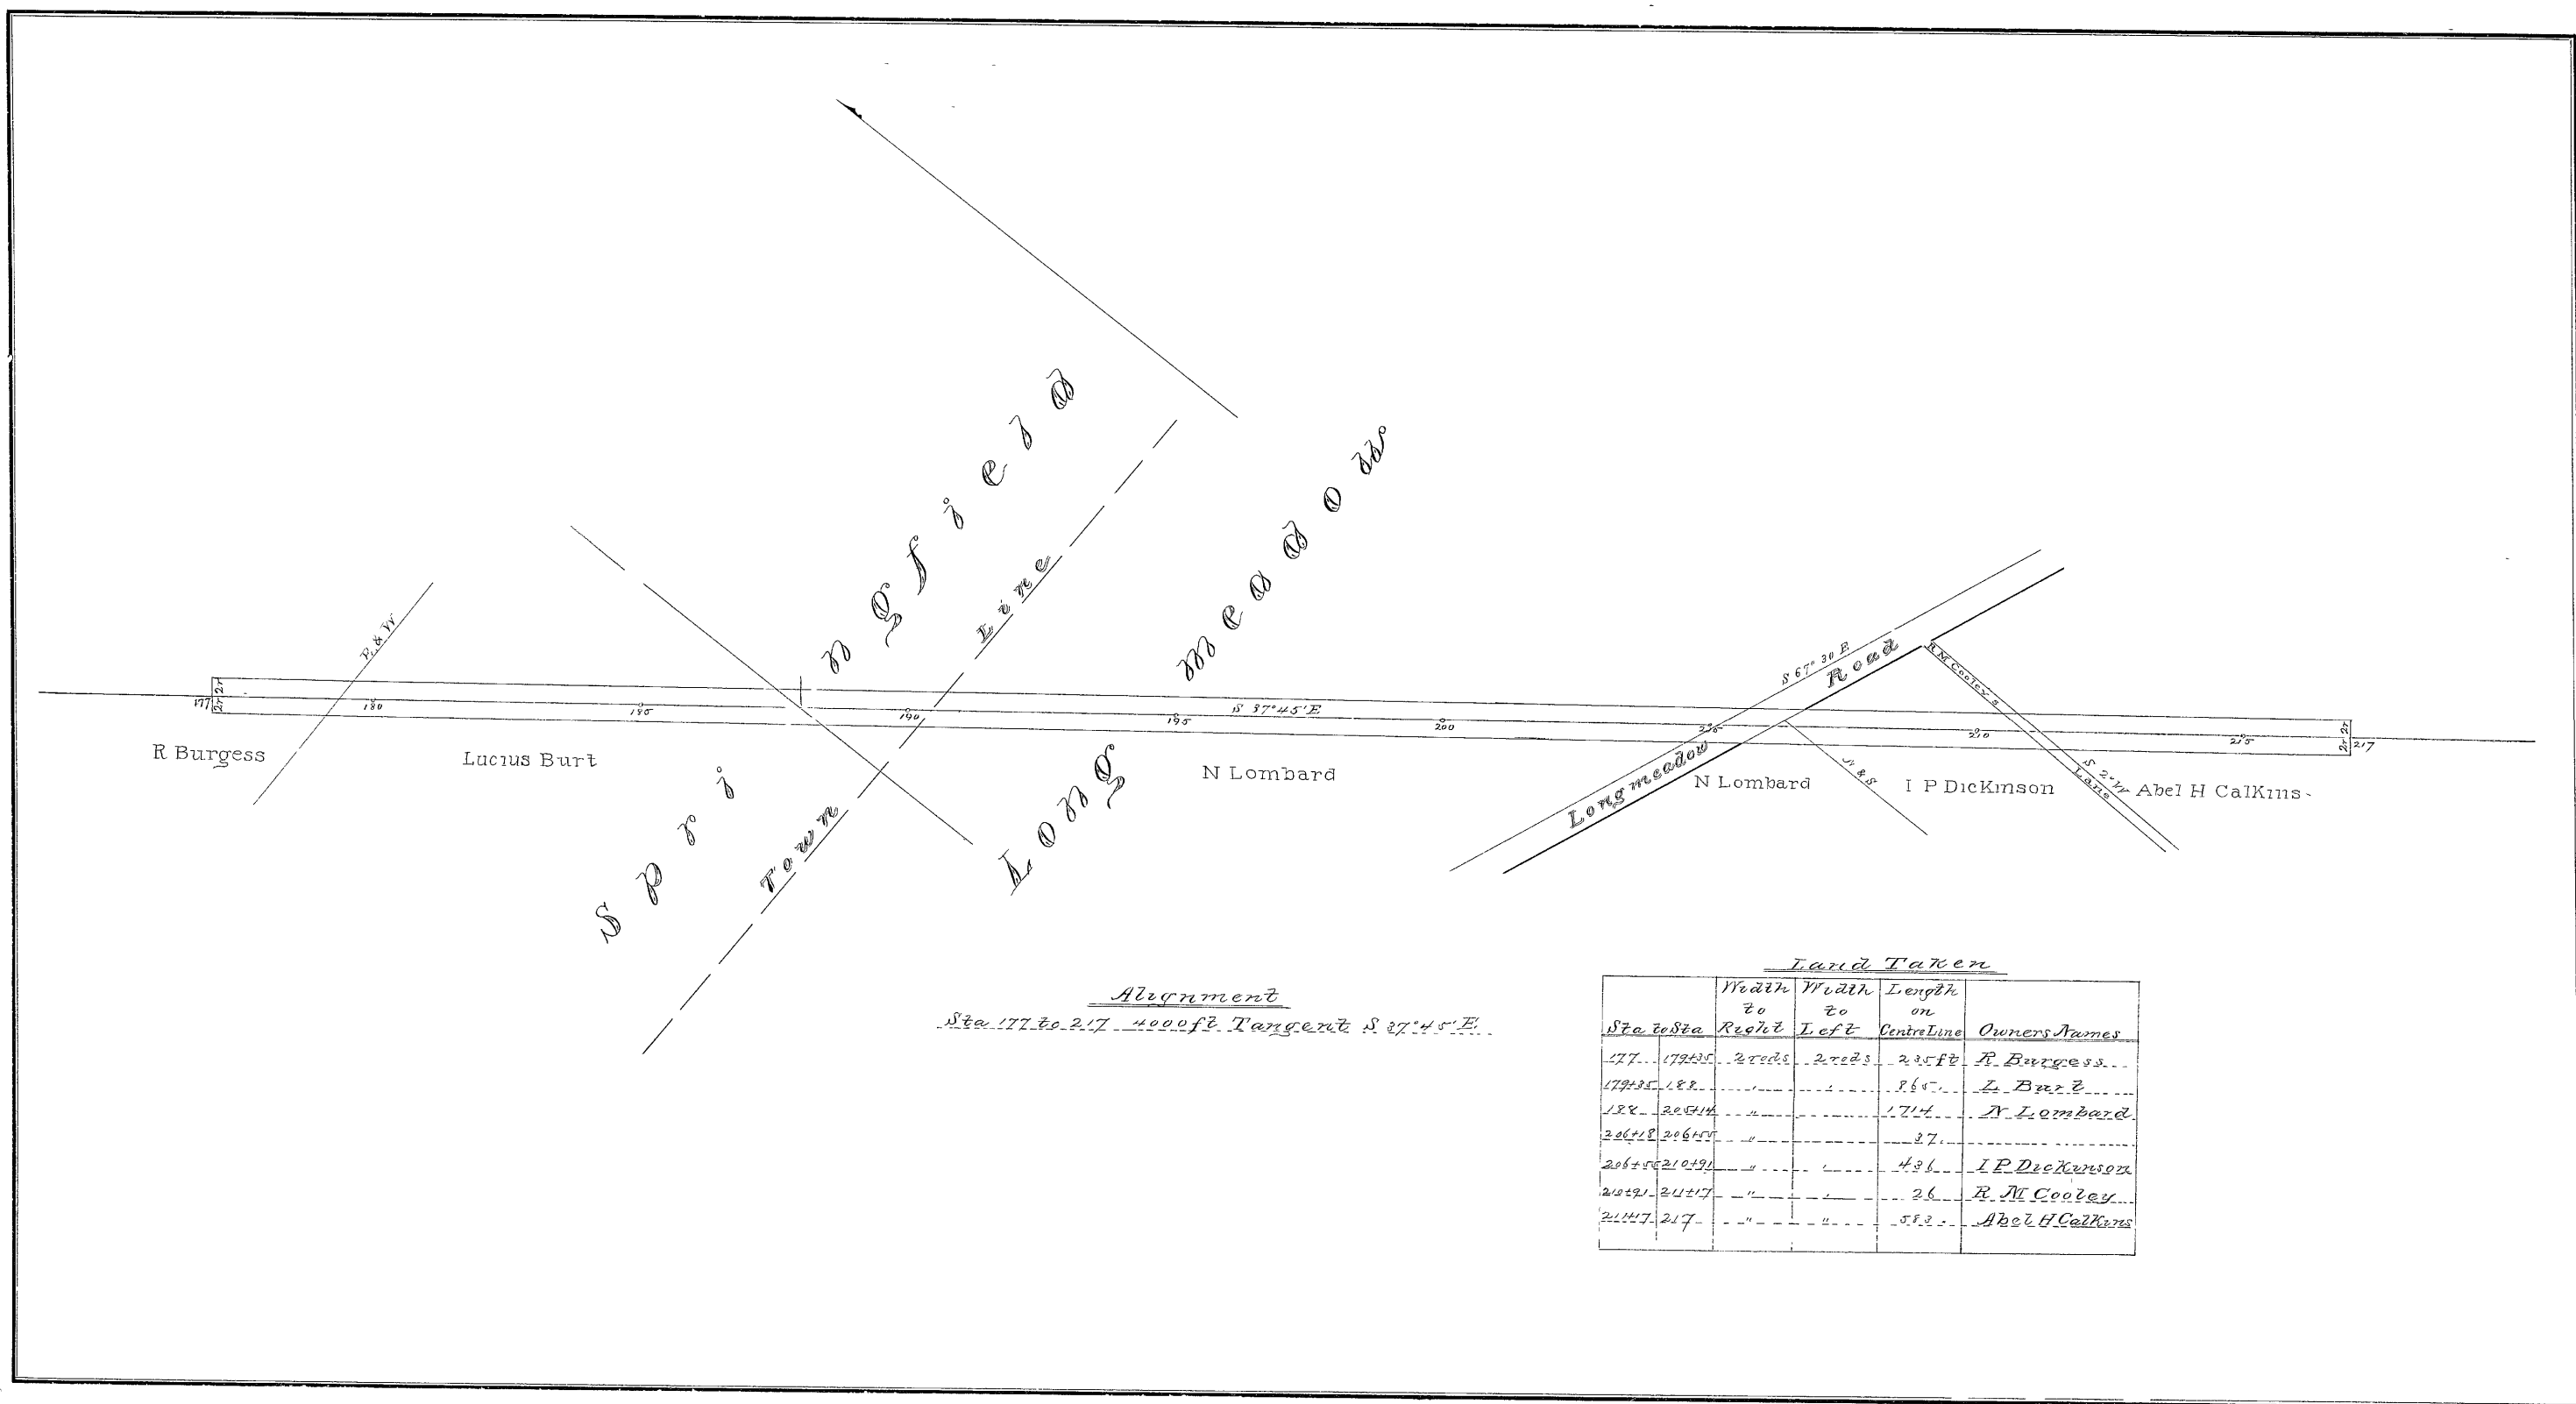 Springfield
Town Line
Longmeadow
E & W
S 67° 30 E
Road
R M Cooley s
2r
2r
177
180
185
190
S 37° 45' E
195
200
205
210
215
2r
2r
217
R Burgess
Lucius Burt
N Lombard
Longmeadow
N Lombard
N & S
I P Dickinson
S 2° W
Lane
Abel H Calkins
Alignment
Sta 177 to 217 4000ft Tangent S 37° 45' E.
Land Taken
Sta to Sta Width to Right Width to Left Length on Centre Line Owners Names
177 179+35 2 rods 2 rods 235 ft R Burgess
179+35 188 " " 865 L Burt
188 205+14 " 1714 N Lombard
206+18 206+55 " 37
206+55 210+91 " " 436 I P Dickinson
210+91 211+17 " " 26 R M Cooley
211+17 217 " " 583 Abel H Calkins